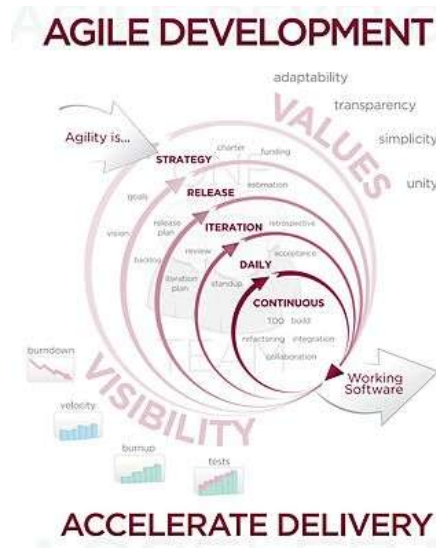 AGILE DEVELOPMENT
adaptability
transparency
simplicity
unity
VALUES
Agility is...
STRATEGY
charter
funding
goals
vision
ONE
RELEASE
estimation
release
plan
backlog
ITERATION
retrospective
review
iteration
plan
DAILY
acceptance
standup
CONTINUOUS
TDD build
refactoring integration
collaboration
TEAM
Working
Software
VISIBILITY
burndown
velocity
burnup
tests
ACCELERATE DELIVERY